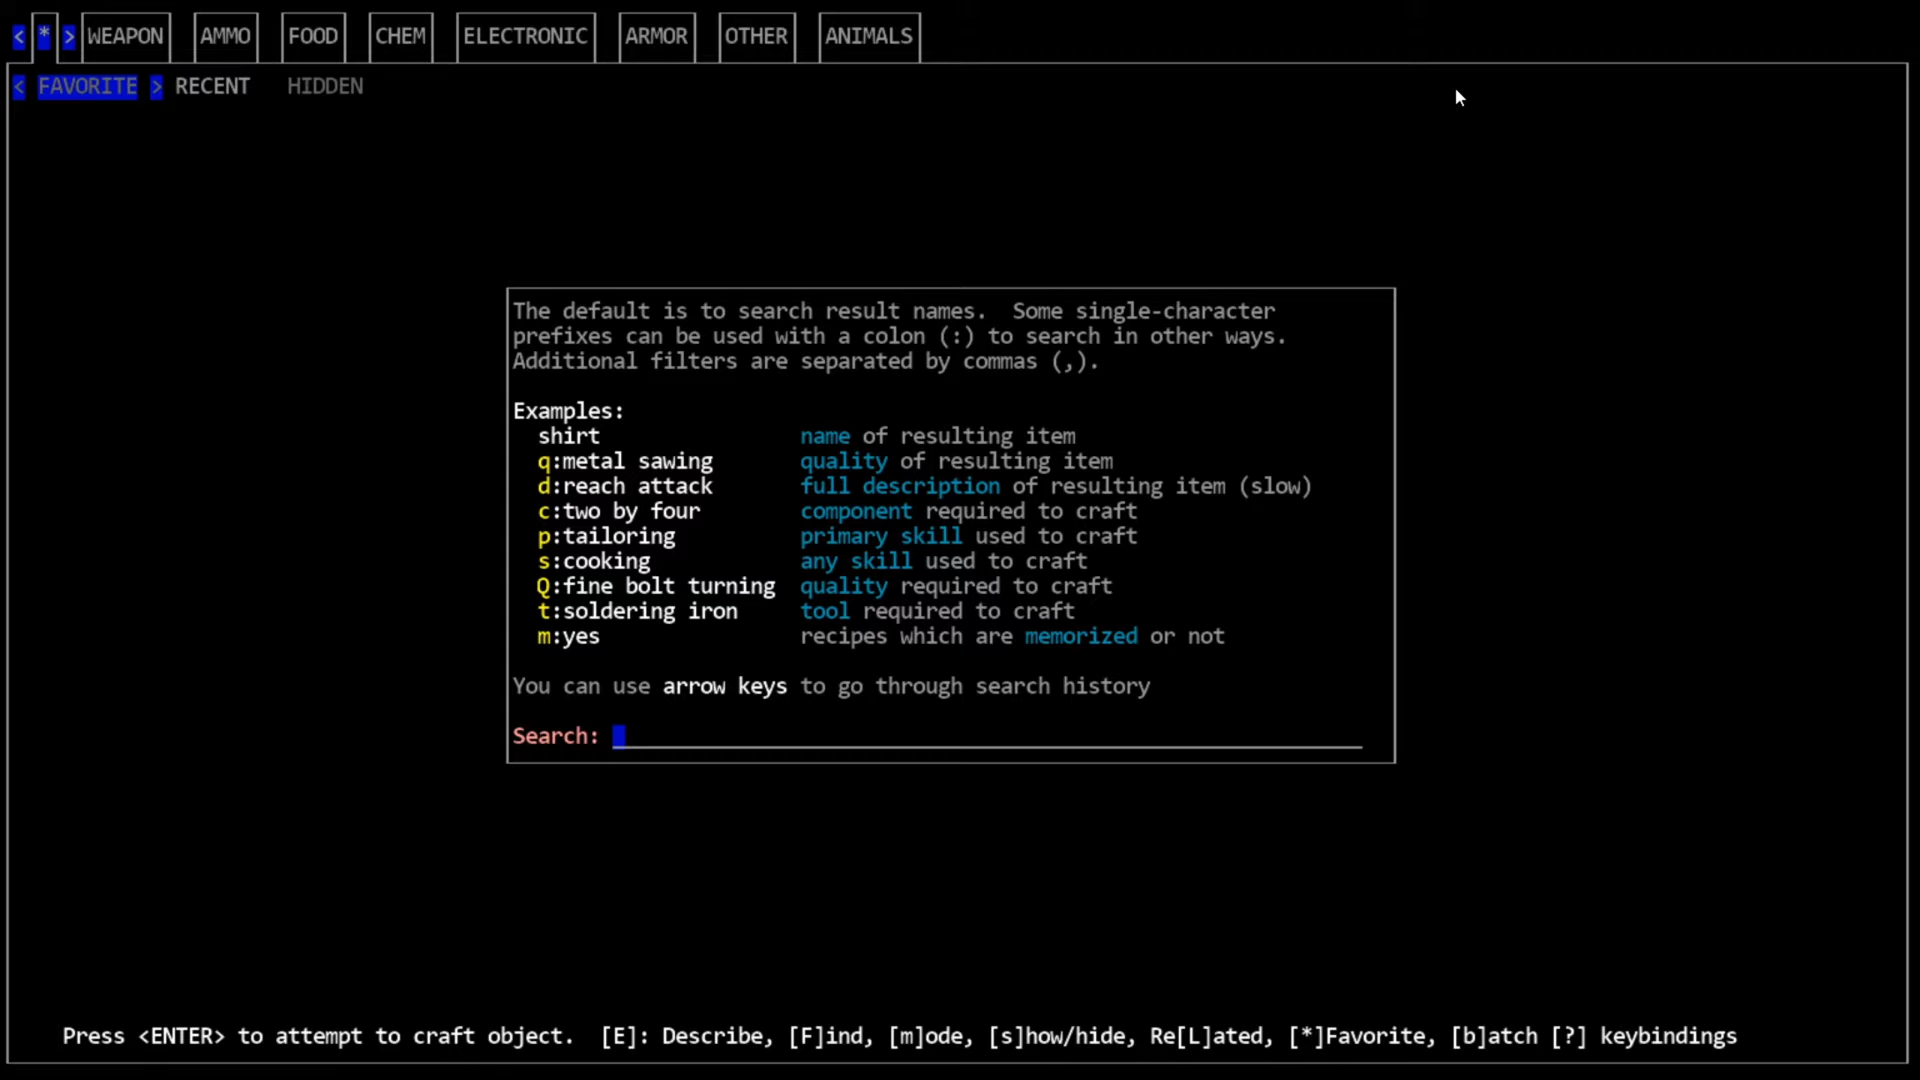 < * > WEAPON AMMO FOOD CHEM ELECTRONIC ARMOR OTHER ANIMALS
< FAVORITE > RECENT HIDDEN
The default is to search result names.  Some single-character
prefixes can be used with a colon (:) to search in other ways.
Additional filters are separated by commas (,).
Examples:
shirt name of resulting item
q:metal sawing quality of resulting item
d:reach attack full description of resulting item (slow)
c:two by four component required to craft
p:tailoring primary skill used to craft
s:cooking any skill used to craft
Q:fine bolt turning quality required to craft
t:soldering iron tool required to craft
m:yes recipes which are memorized or not
You can use arrow keys to go through search history
Search:
Press <ENTER> to attempt to craft object.  [E]: Describe, [F]ind, [m]ode, [s]how/hide, Re[L]ated, [*]Favorite, [b]atch [?] keybindings